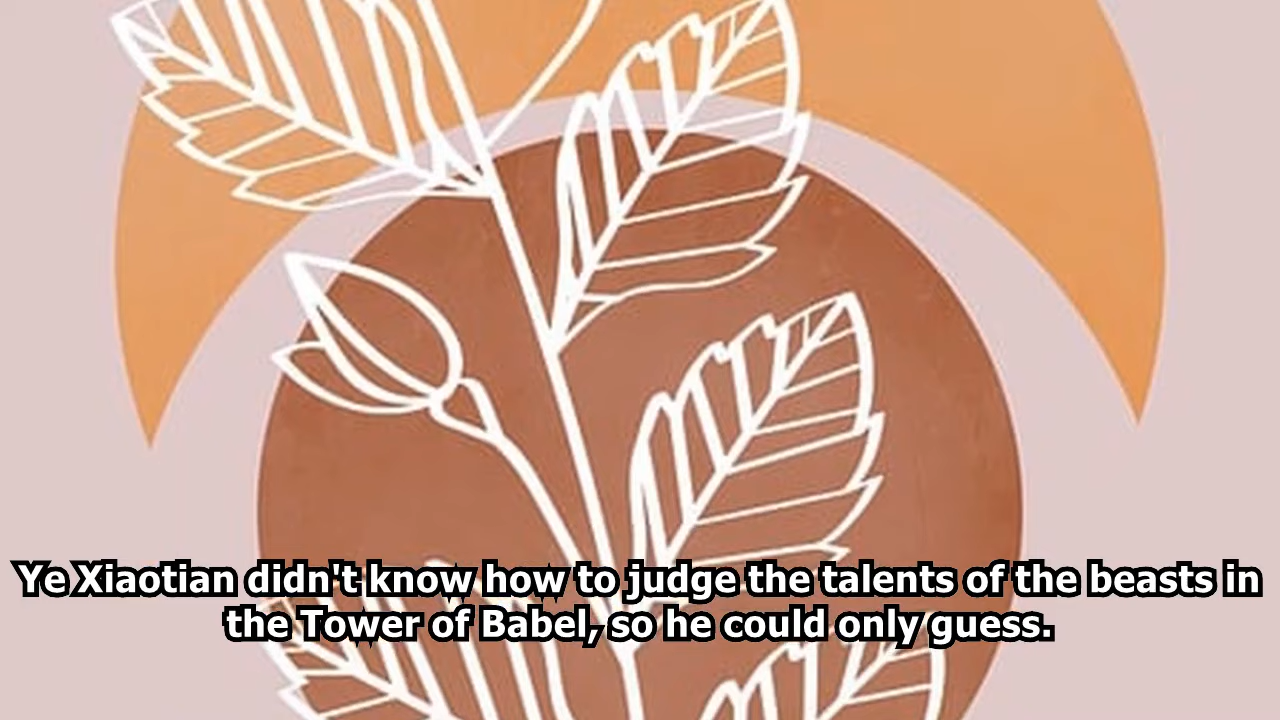 Ye Xiaotian didn't know how to judge the talents of the beasts in
the Tower of Babel, so he could only guess.